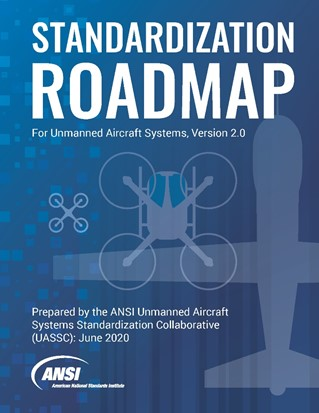 STANDARDIZATION
ROADMAP
For Unmanned Aircraft Systems, Version 2.0
Prepared by the ANSI Unmanned Aircraft
Systems Standardization Collaborative
(UASSC): June 2020
ANSI
American National Standards Institute